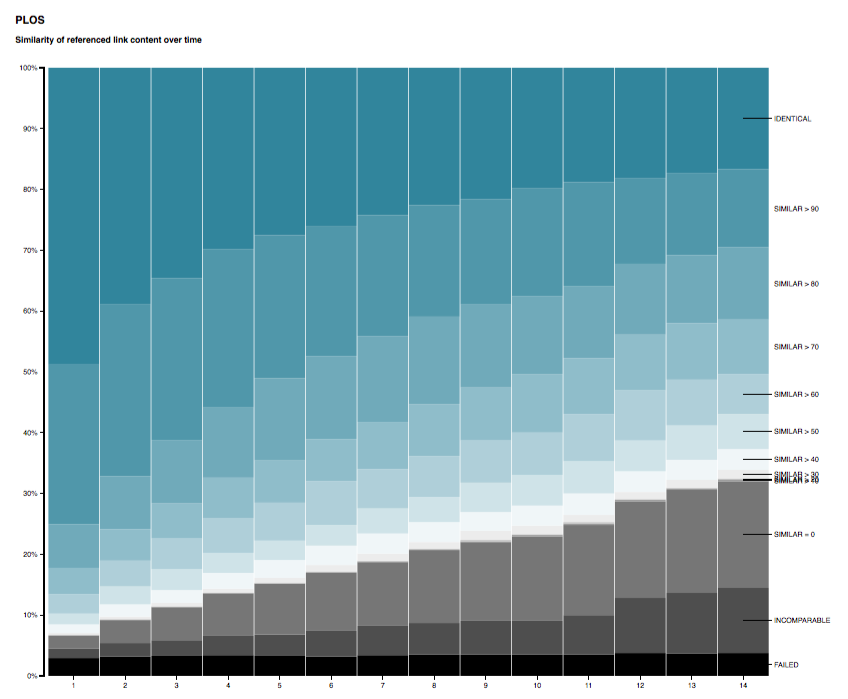 PLOS
Similarity of referenced link content over time
100%
90%
80%
70%
60%
50%
40%
30%
20%
10%
0%
IDENTICAL
SIMILAR > 90
SIMILAR > 80
SIMILAR > 70
SIMILAR > 60
SIMILAR > 50
SIMILAR > 40
SIMILAR > 30
SIMILAR = 0
INCOMPARABLE
FAILED
1 2 3 4 5 6 7 8 9 10 11 12 13 14